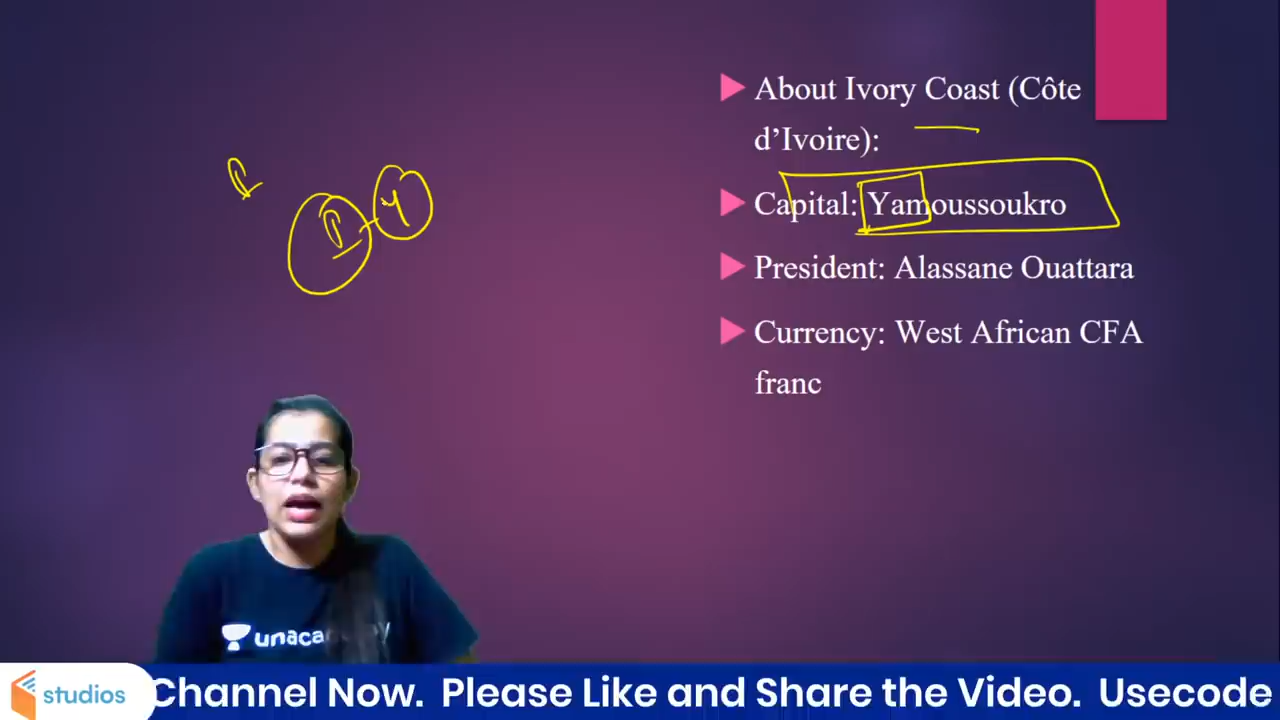 About Ivory Coast (Côte
d’Ivoire):
Capital: Yamoussoukro
President: Alassane Ouattara
Currency: West African CFA
franc
unacademy
studios
Channel Now. Please Like and Share the Video. Usecode